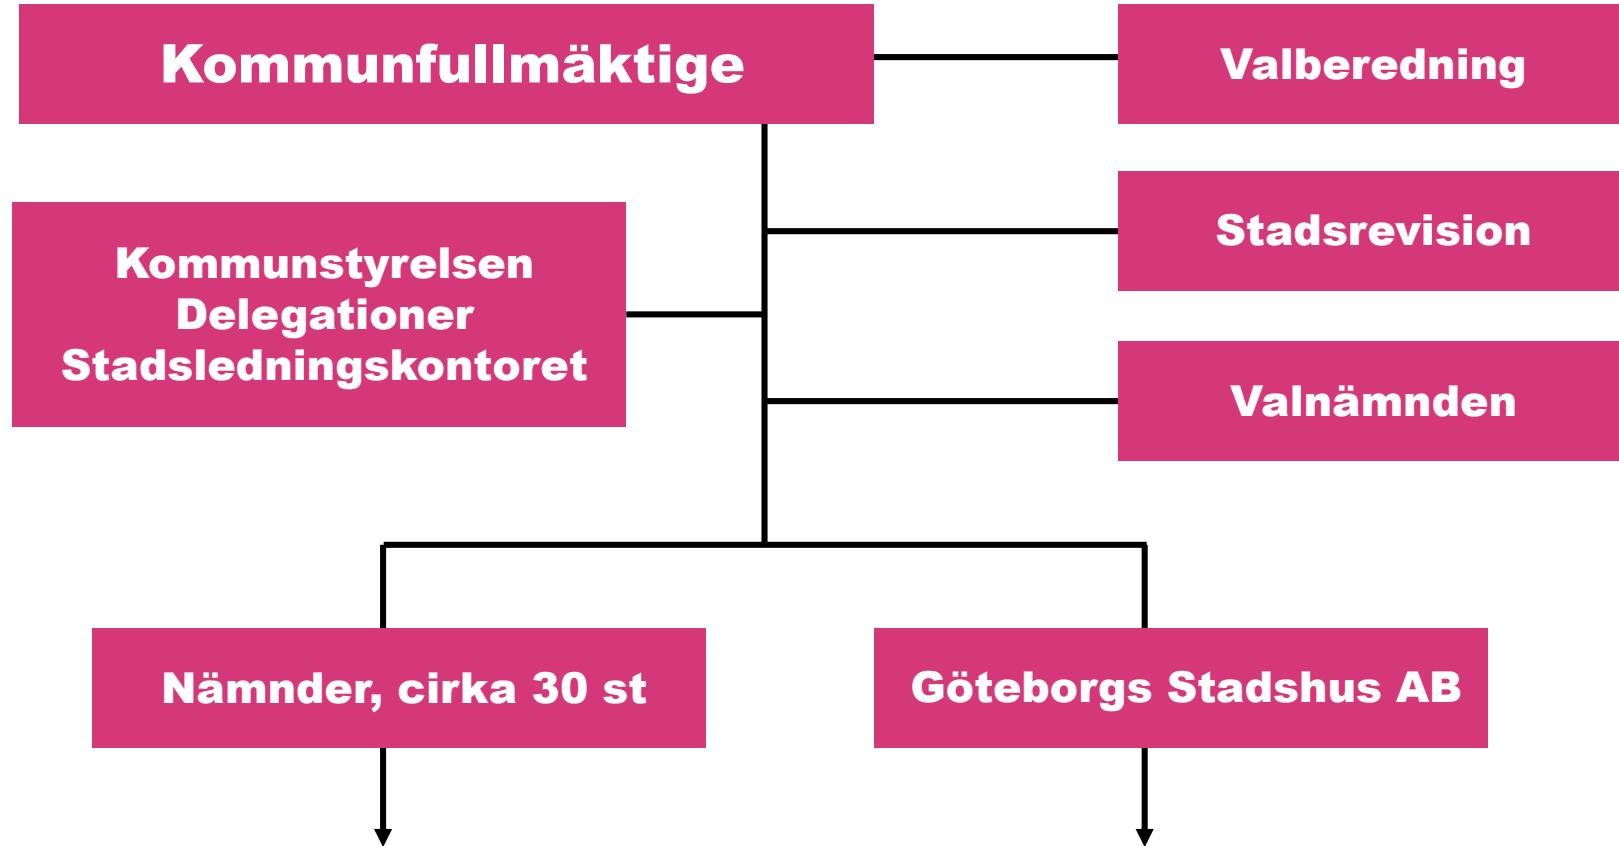 Kommunfullmäktige
Valberedning
Stadsrevision
Kommunstyrelsen
Delegationer
Stadsledningskontoret
Valnämnden
Nämnder, cirka 30 st
Göteborgs Stadshus AB